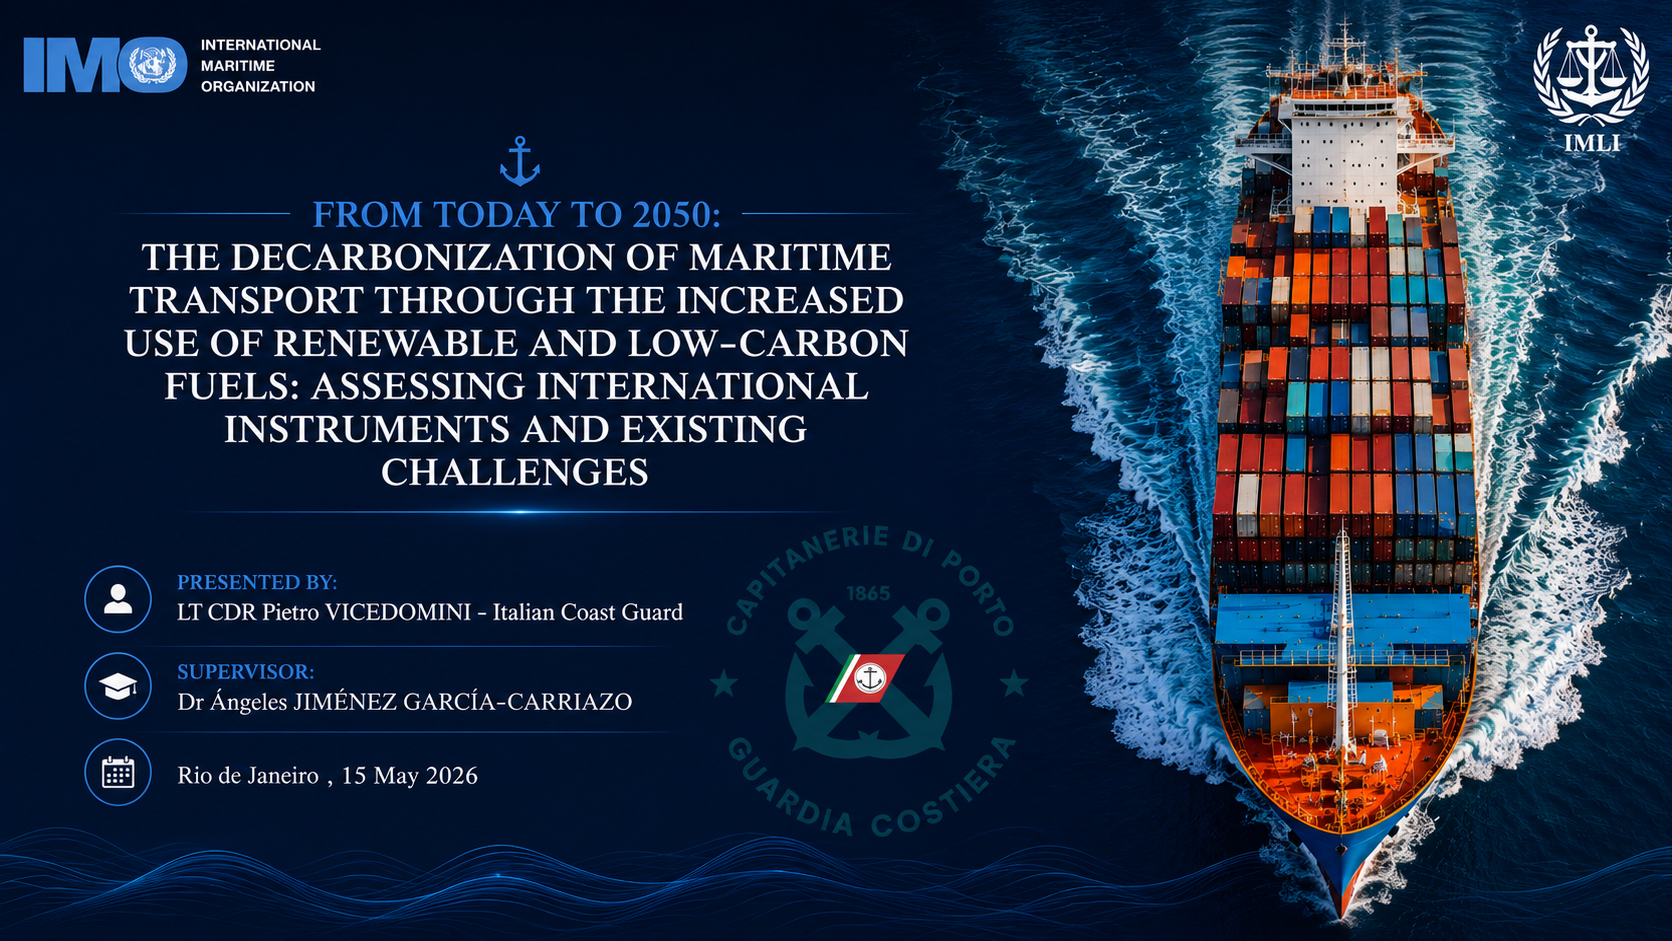 IMO
INTERNATIONAL
MARITIME
ORGANIZATION
IMLI
FROM TODAY TO 2050:
THE DECARBONIZATION OF MARITIME
TRANSPORT THROUGH THE INCREASED
USE OF RENEWABLE AND LOW-CARBON
FUELS: ASSESSING INTERNATIONAL
INSTRUMENTS AND EXISTING
CHALLENGES
PRESENTED BY:
LT CDR Pietro VICEDOMINI - Italian Coast Guard
SUPERVISOR:
Dr Ángeles JIMÉNEZ GARCÍA-CARRIAZO
Rio de Janeiro , 15 May 2026
CAPITANERIE DI PORTO
1865
GUARDIA COSTIERA